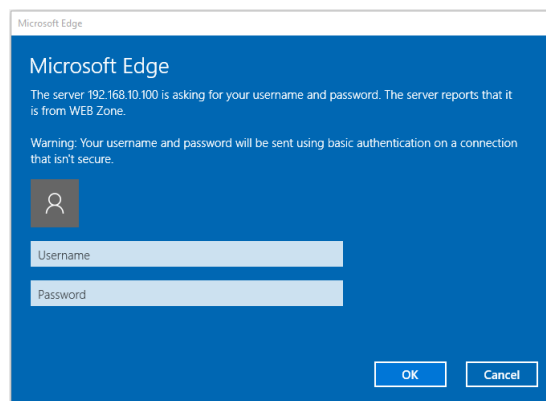 Microsoft Edge
Microsoft Edge
The server 192.168.10.100 is asking for your username and password. The server reports that it
is from WEB Zone.
Warning: Your username and password will be sent using basic authentication on a connection
that isn't secure.
Username
Password
OK Cancel